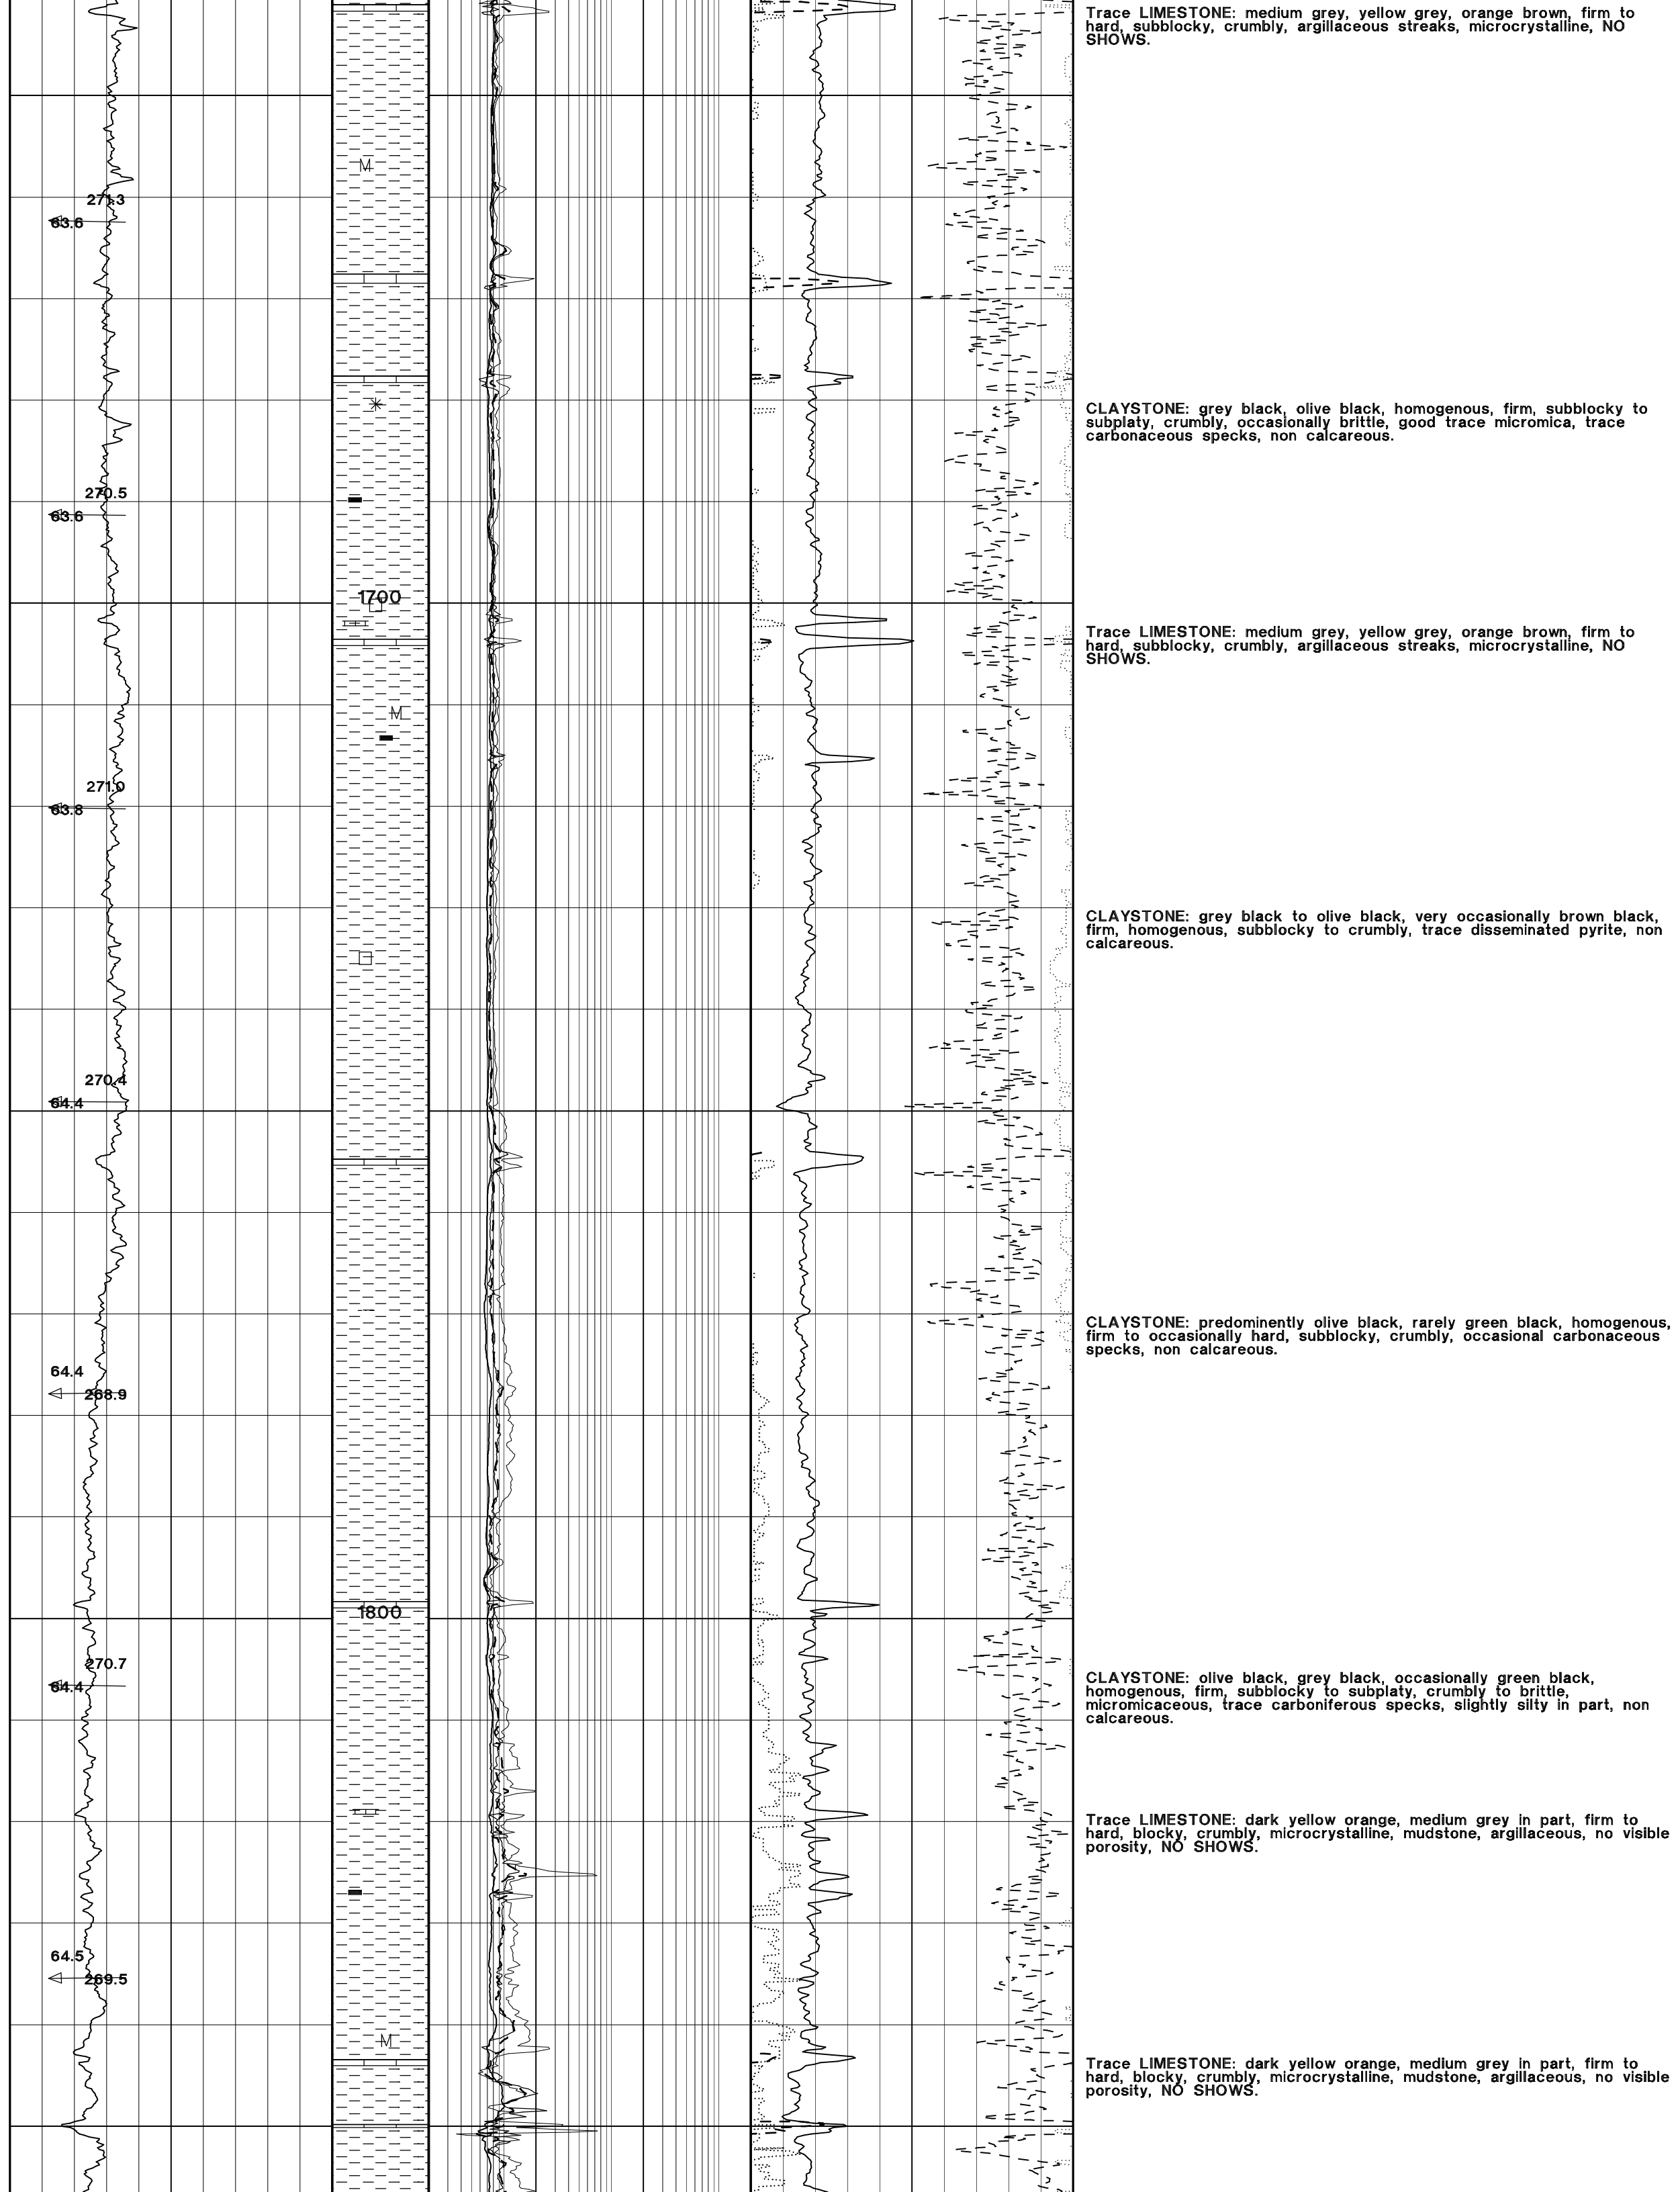 Trace LIMESTONE: medium grey, yellow grey, orange brown, firm to
hard, subblocky, crumbly, argillaceous streaks, microcrystalline, NO
SHOWS.
M
271.3
63.6
CLAYSTONE: grey black, olive black, homogenous, firm, subblocky to
subplaty, crumbly, occasionally brittle, good trace micromica, trace
carbonaceous specks, non calcareous.
270.5
63.6
1700
Trace LIMESTONE: medium grey, yellow grey, orange brown, firm to
hard, subblocky, crumbly, argillaceous streaks, microcrystalline, NO
SHOWS.
M
271.0
63.8
CLAYSTONE: grey black to olive black, very occasionally brown black,
firm, homogenous, subblocky to crumbly, trace disseminated pyrite, non
calcareous.
270.4
64.4
CLAYSTONE: predominently olive black, rarely green black, homogenous,
firm to occasionally hard, subblocky, crumbly, occasional carbonaceous
specks, non calcareous.
64.4
268.9
1800
270.7
64.4
CLAYSTONE: olive black, grey black, occasionally green black,
homogenous, firm, subblocky to subplaty, crumbly to brittle,
micromicaceous, trace carboniferous specks, slightly silty in part, non
calcareous.
Trace LIMESTONE: dark yellow orange, medium grey in part, firm to
hard, blocky, crumbly, microcrystalline, mudstone, argillaceous, no visible
porosity, NO SHOWS.
64.5
269.5
M
Trace LIMESTONE: dark yellow orange, medium grey in part, firm to
hard, blocky, crumbly, microcrystalline, mudstone, argillaceous, no visible
porosity, NO SHOWS.